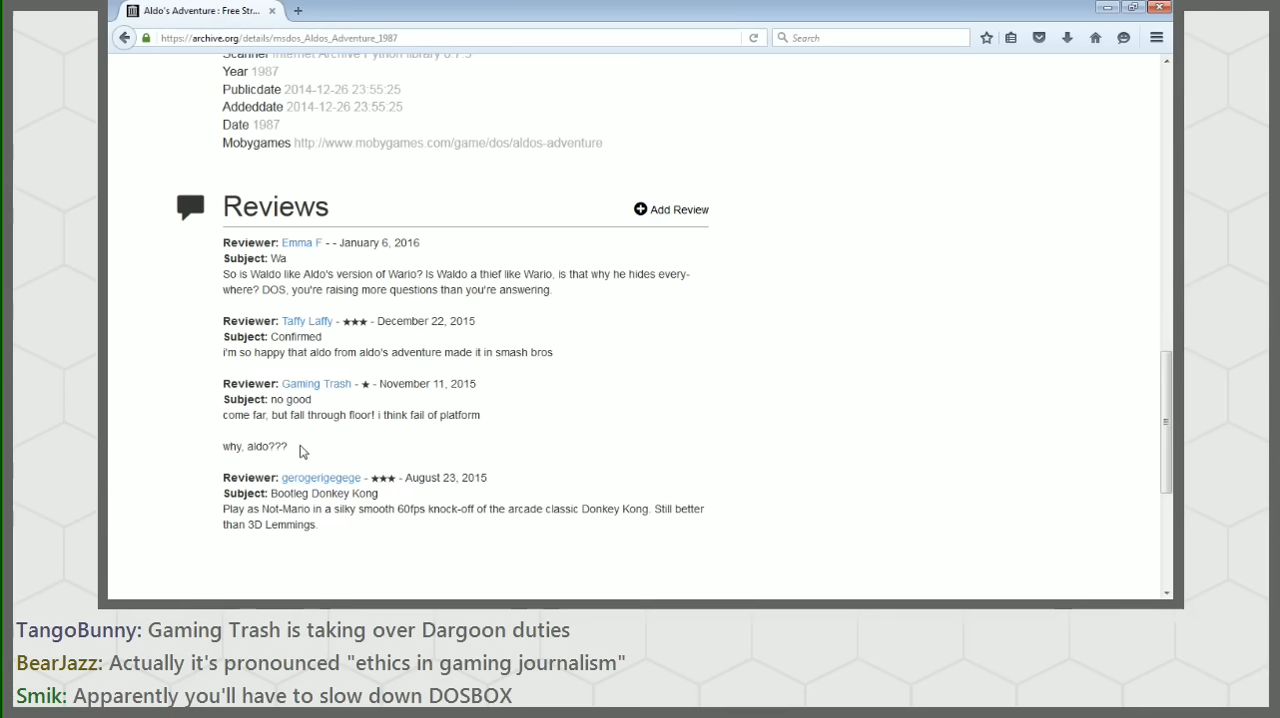 Aldo's Adventure : Free Str...
https://archive.org/details/msdos_Aldos_Adventure_1987
Search
Scanner Internet Archive Python library 0.7.3
Year 1987
Publicdate 2014-12-26 23:55:25
Addeddate 2014-12-26 23:55:25
Date 1987
Mobygames http://www.mobygames.com/game/dos/aldos-adventure
Reviews
Add Review
Reviewer: Emma F - - January 6, 2016
Subject: Wa
So is Waldo like Aldo's version of Wario? Is Waldo a thief like Wario, is that why he hides every-
where? DOS, you're raising more questions than you're answering.
Reviewer: Taffy Laffy - ★★★ - December 22, 2015
Subject: Confirmed
i'm so happy that aldo from aldo's adventure made it in smash bros
Reviewer: Gaming Trash - ★ - November 11, 2015
Subject: no good
come far, but fall through floor! i think fail of platform
why, aldo???
Reviewer: gerogerigegege - ★★★ - August 23, 2015
Subject: Bootleg Donkey Kong
Play as Not-Mario in a silky smooth 60fps knock-off of the arcade classic Donkey Kong. Still better
than 3D Lemmings.
TangoBunny: Gaming Trash is taking over Dargoon duties
BearJazz: Actually it's pronounced "ethics in gaming journalism"
Smik: Apparently you'll have to slow down DOSBOX